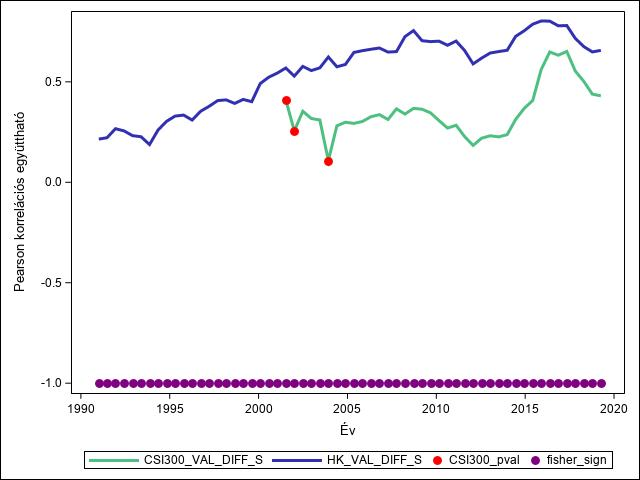 0.5
0.0
-0.5
-1.0
Pearson korrelációs együttható
1990 1995 2000 2005 2010 2015 2020
Év
CSI300_VAL_DIFF_S HK_VAL_DIFF_S CSI300_pval fisher_sign